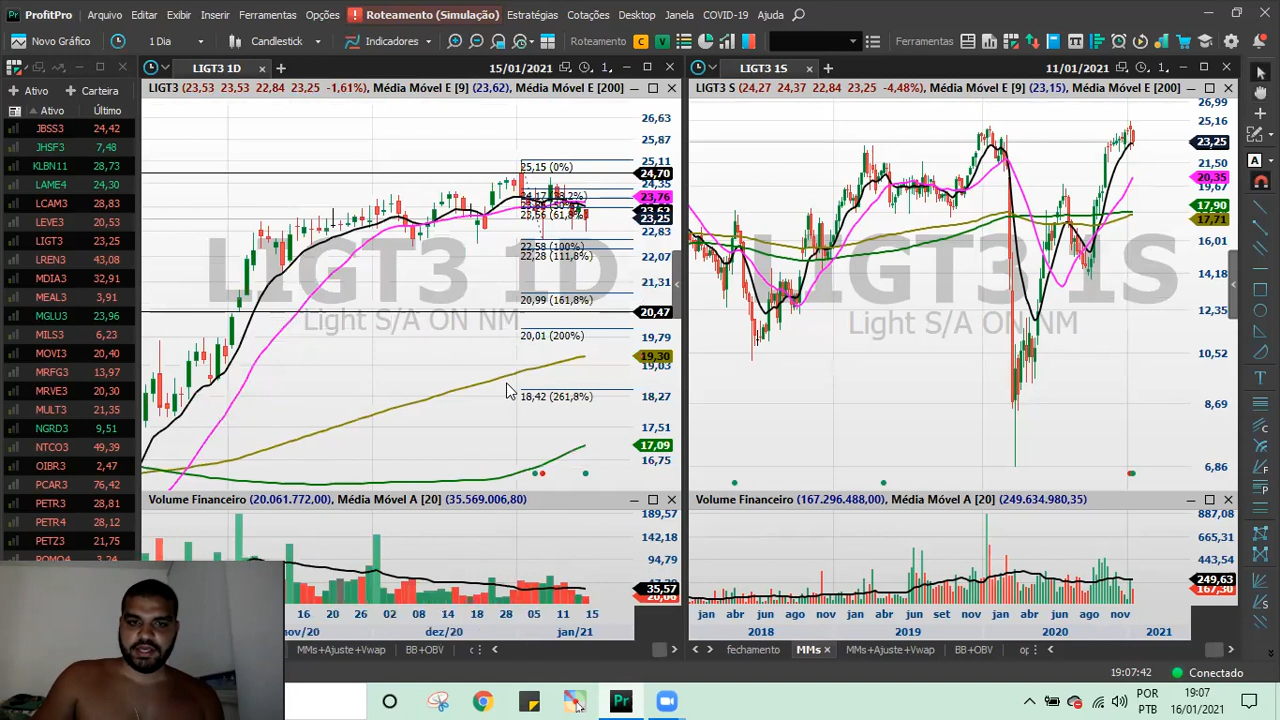 ProfitPro Arquivo Editar Exibir Inserir Ferramentas Opções ! Roteamento (Simulação) Estratégias Cotações Desktop Janela COVID-19 Ajuda
Novo Gráfico 1 Dia Candlestick Indicadores Roteamento C V Ferramentas
LIGT3 1D 15/01/2021 1
LIGT3 1S 11/01/2021 1
Ativo Carteira
LIGT3 (23,53 23,53 22,84 23,25 -1,61%), Média Móvel E [9] (23,62), Média Móvel E [200]
LIGT3 S (24,27 24,37 22,84 23,25 -4,48%), Média Móvel E [9] (23,15), Média Móvel E [200]
Ativo Último
JBSS3 24,42
JHSF3 7,48
KLBN11 28,73
LAME4 24,30
LCAM3 28,83
LEVE3 20,53
LIGT3 23,25
LREN3 43,08
MDIA3 32,91
MEAL3 3,91
MGLU3 23,96
MILS3 6,23
MOVI3 20,40
MRFG3 13,97
MRVE3 20,30
MULT3 21,35
NGRD3 9,51
NTCO3 49,39
OIBR3 2,47
PCAR3 76,42
PETR3 28,81
PETR4 28,12
PETZ3 21,75
POMO4 3,24
LIGT3 1D
Light S/A ON NM
25,15 (0%)
23,56 (61,8%)
22,58 (100%)
22,28 (111,8%)
20,99 (161,8%)
20,01 (200%)
18,42 (261,8%)
26,63
25,87
25,11
24,70
24,35
23,76
23,25
22,83
22,07
21,31
20,47
19,79
19,30
19,03
18,27
17,51
17,09
16,75
LIGT3 1S
Light S/A ON NM
26,99
25,16
23,25
21,50
20,35
19,67
17,90
17,71
16,01
14,18
12,35
10,52
8,69
6,86
Volume Financeiro (20.061.772,00), Média Móvel A [20] (35.569.006,80)
189,57
142,18
94,79
35,57
16 20 26 02 08 14 18 28 05 11 15
nov/20 dez/20 jan/21
Volume Financeiro (167.296.488,00), Média Móvel A [20] (249.634.980,35)
887,08
665,31
443,54
249,63
167,30
jan abr jun ago nov jan abr jun set nov jan abr jun ago nov
2018 2019 2020 2021
MMs+Ajuste+Vwap BB+OBV
fechamento MMs MMs+Ajuste+Vwap BB+OBV
19:07:42 Conectado
Pr
POR
PTB
19:07
16/01/2021